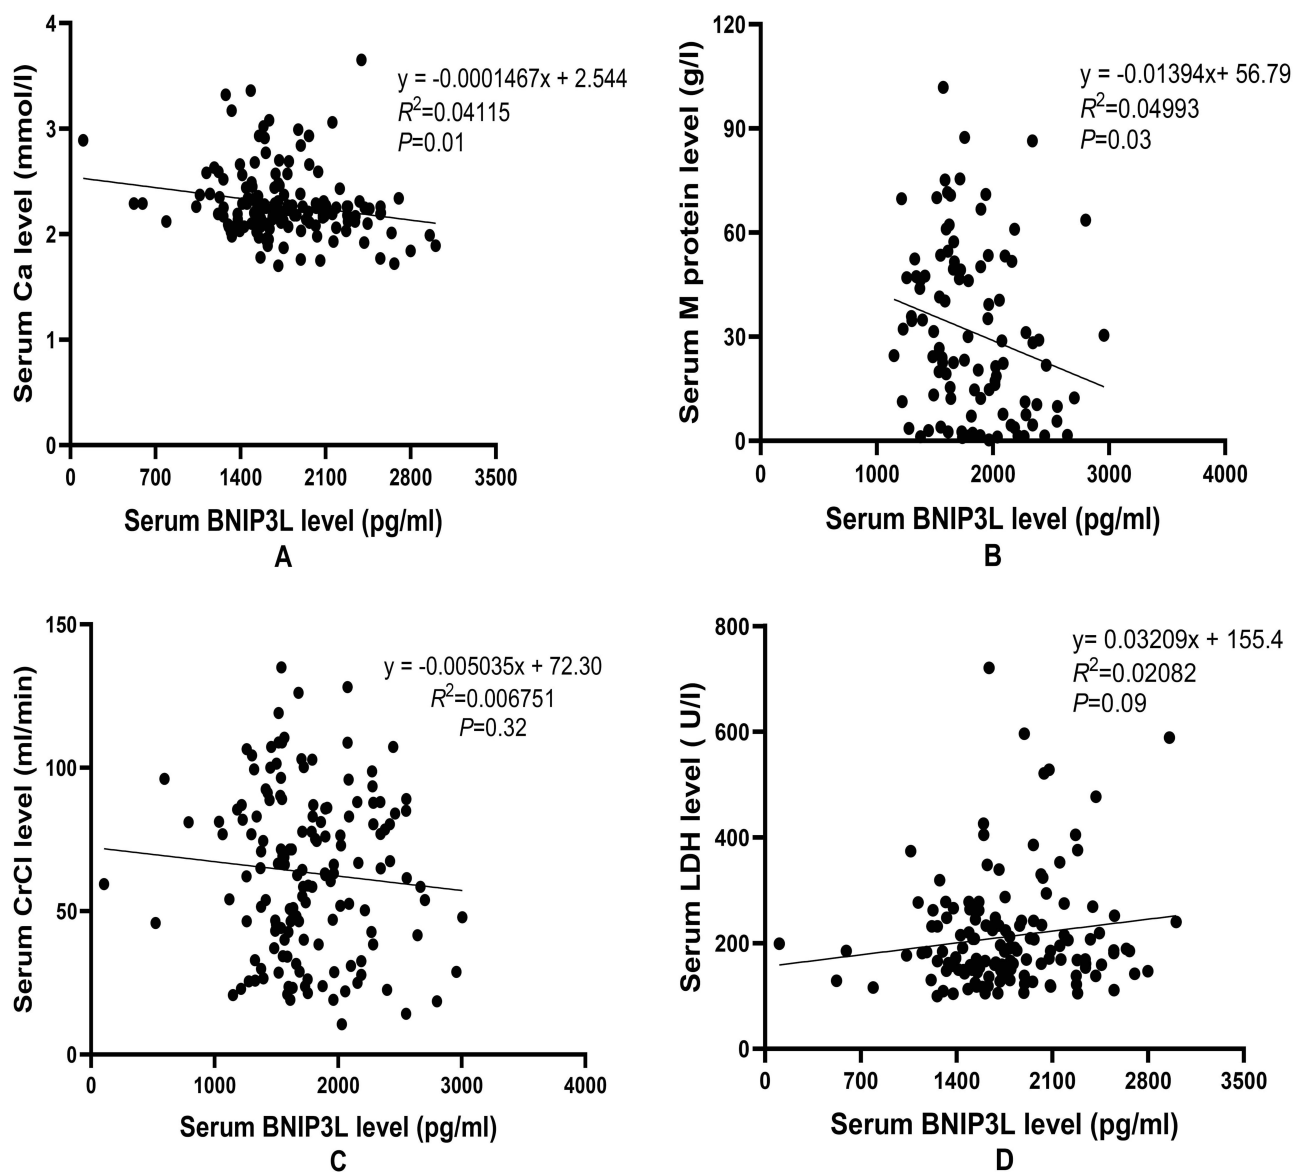 4
3
2
1
0
Serum Ca level (mmol/l)
y = -0.0001467x + 2.544
R²=0.04115
P=0.01
0 700 1400 2100 2800 3500
Serum BNIP3L level (pg/ml)
A
120
90
60
30
0
Serum M protein level (g/l)
y = -0.01394x+ 56.79
R²=0.04993
P=0.03
0 1000 2000 3000 4000
Serum BNIP3L level (pg/ml)
B
150
100
50
0
Serum CrCl level (ml/min)
y = -0.005035x + 72.30
R²=0.006751
P=0.32
0 1000 2000 3000 4000
Serum BNIP3L level (pg/ml)
C
800
600
400
200
0
Serum LDH level ( U/l)
y= 0.03209x + 155.4
R²=0.02082
P=0.09
0 700 1400 2100 2800 3500
Serum BNIP3L level (pg/ml)
D